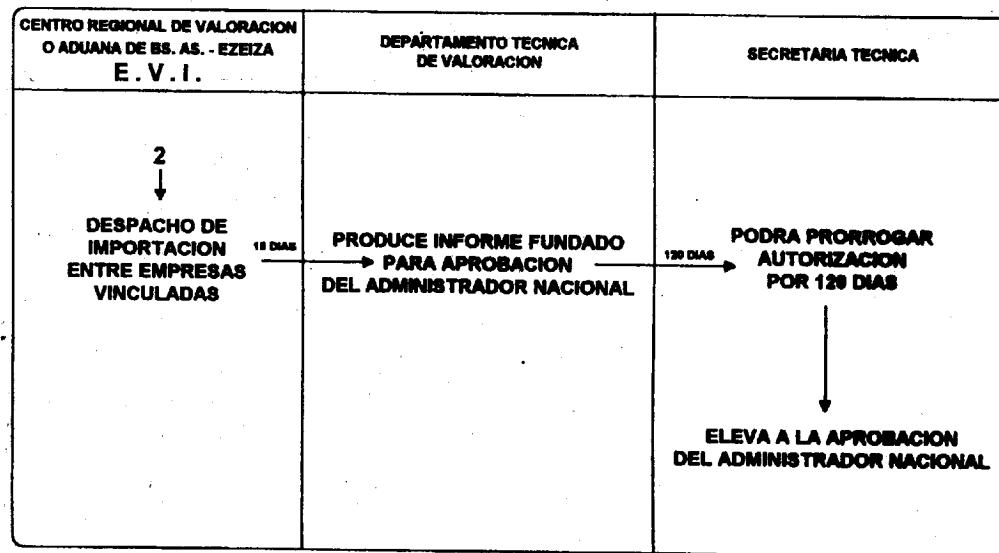 CENTRO REGIONAL DE VALORACION
O ADUANA DE BS. AS. - EZEIZA
E.V.I.
DEPARTAMENTO TECNICA
DE VALORACION
SECRETARIA TECNICA
2
DESPACHO DE
IMPORTACION
ENTRE EMPRESAS
VINCULADAS
DIAS
PRODUCE INFORME FUNDADO
PARA APROBACION
DEL ADMINISTRADOR NACIONAL
120 DIAS
PODRA PRORROGAR
AUTORIZACION
POR 120 DIAS
ELEVA A LA APROBACION
DEL ADMINISTRADOR NACIONAL